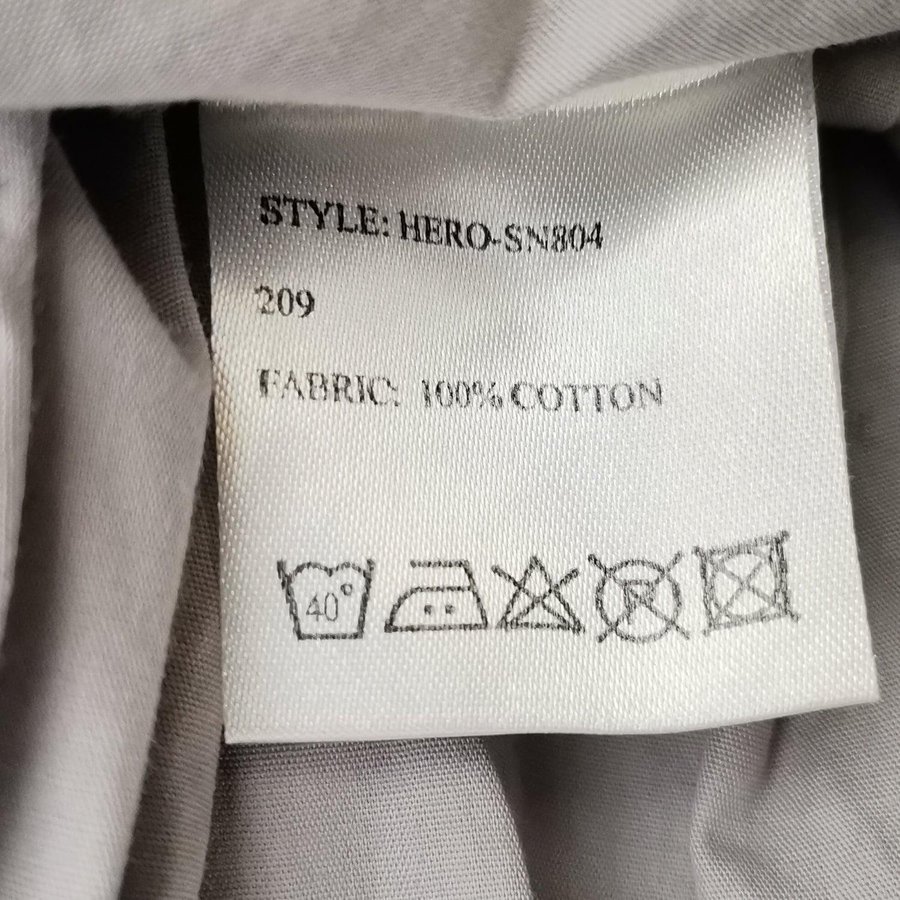 STYLE: HERO-SN804
209
FABRIC: 100% COTTON
40°